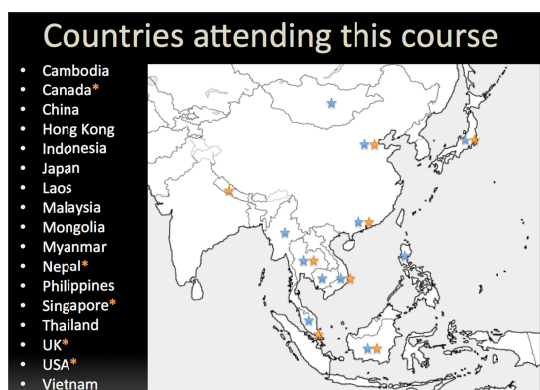 Countries attending this course
• Cambodia
• Canada*
• China
• Hong Kong
• Indonesia
• Japan
• Laos
• Malaysia
• Mongolia
• Myanmar
• Nepal*
• Philippines
• Singapore*
• Thailand
• UK*
• USA*
• Vietnam